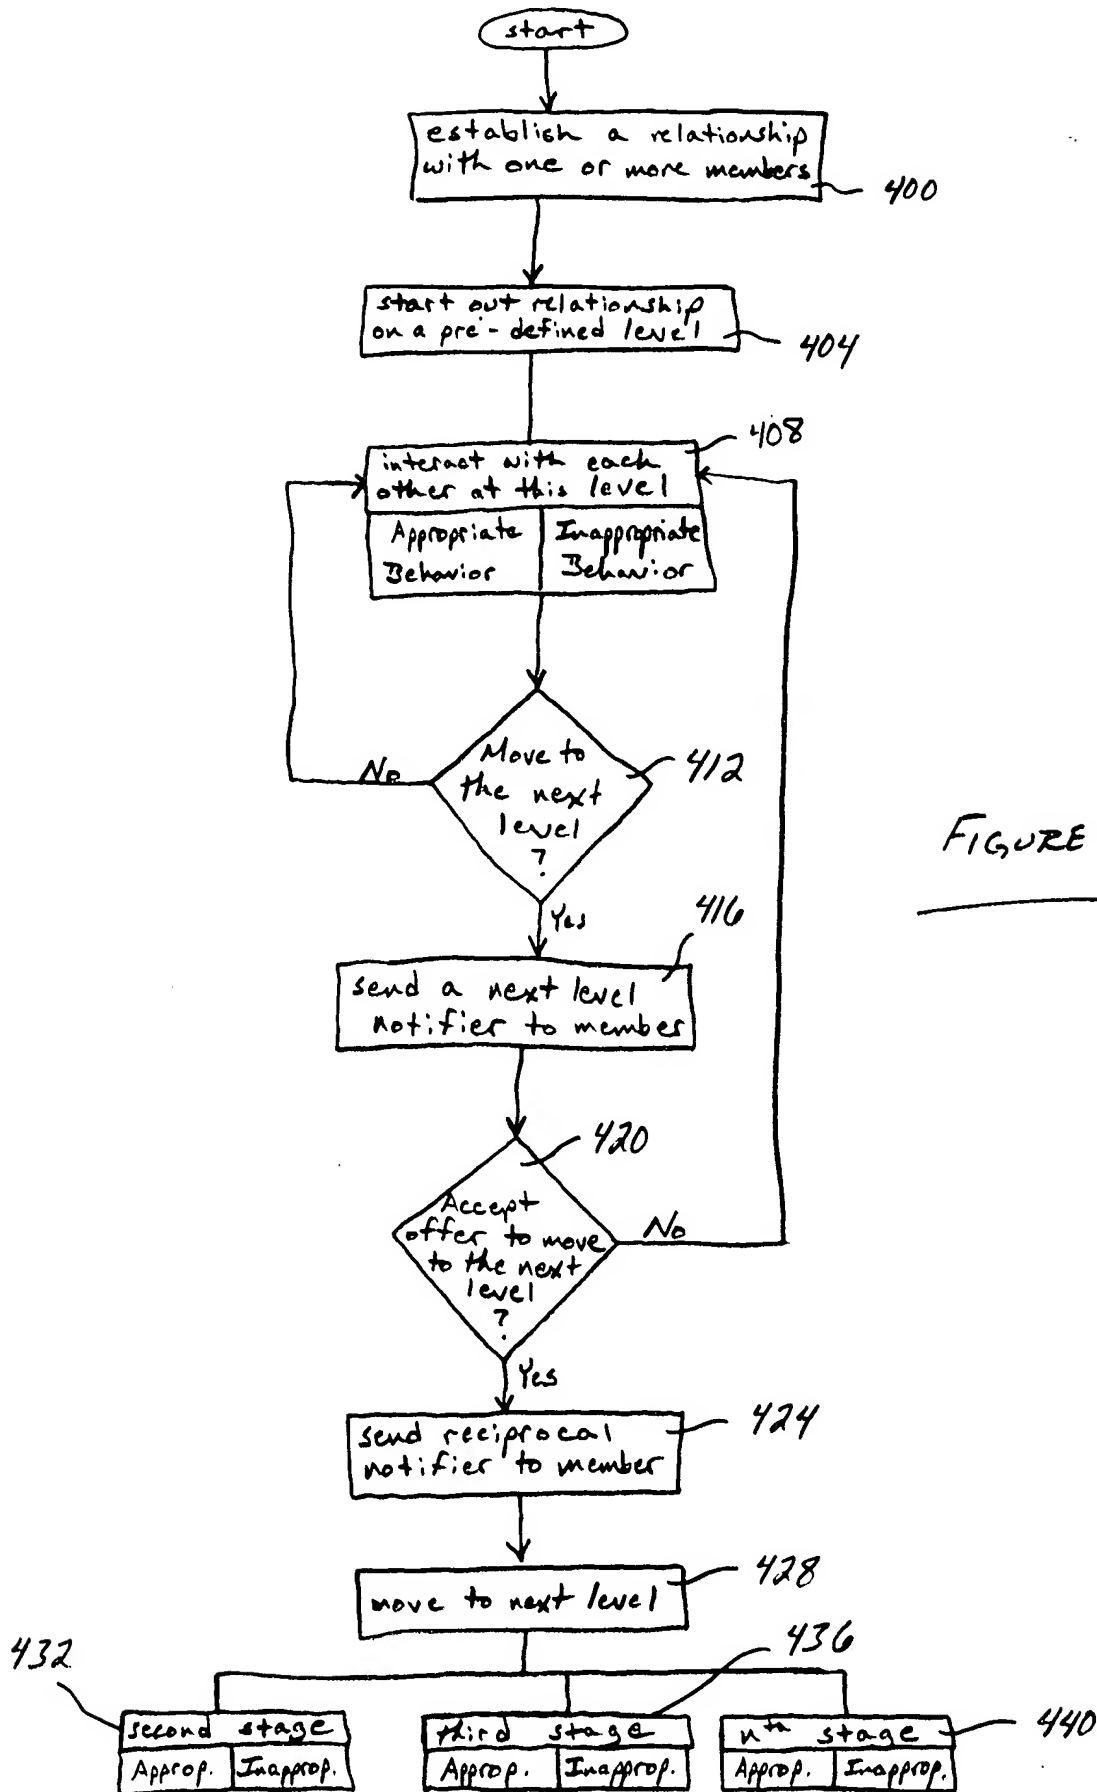 start
establish a relationship
with one or more members
400
start out relationship
on a pre-defined level
404
408
interact with each
other at this level
Appropriate
Behavior
Inappropriate
Behavior
Move to
the next
level
?
412
No
Yes
FIGURE
416
send a next level
notifier to member
420
Accept
offer to move
to the next
level
?
No
Yes
send reciprocal
notifier to member
424
move to next level
428
432
436
second stage
Approp. Inapprop.
third stage
Approp. Inapprop.
nth stage
Approp. Inapprop.
440